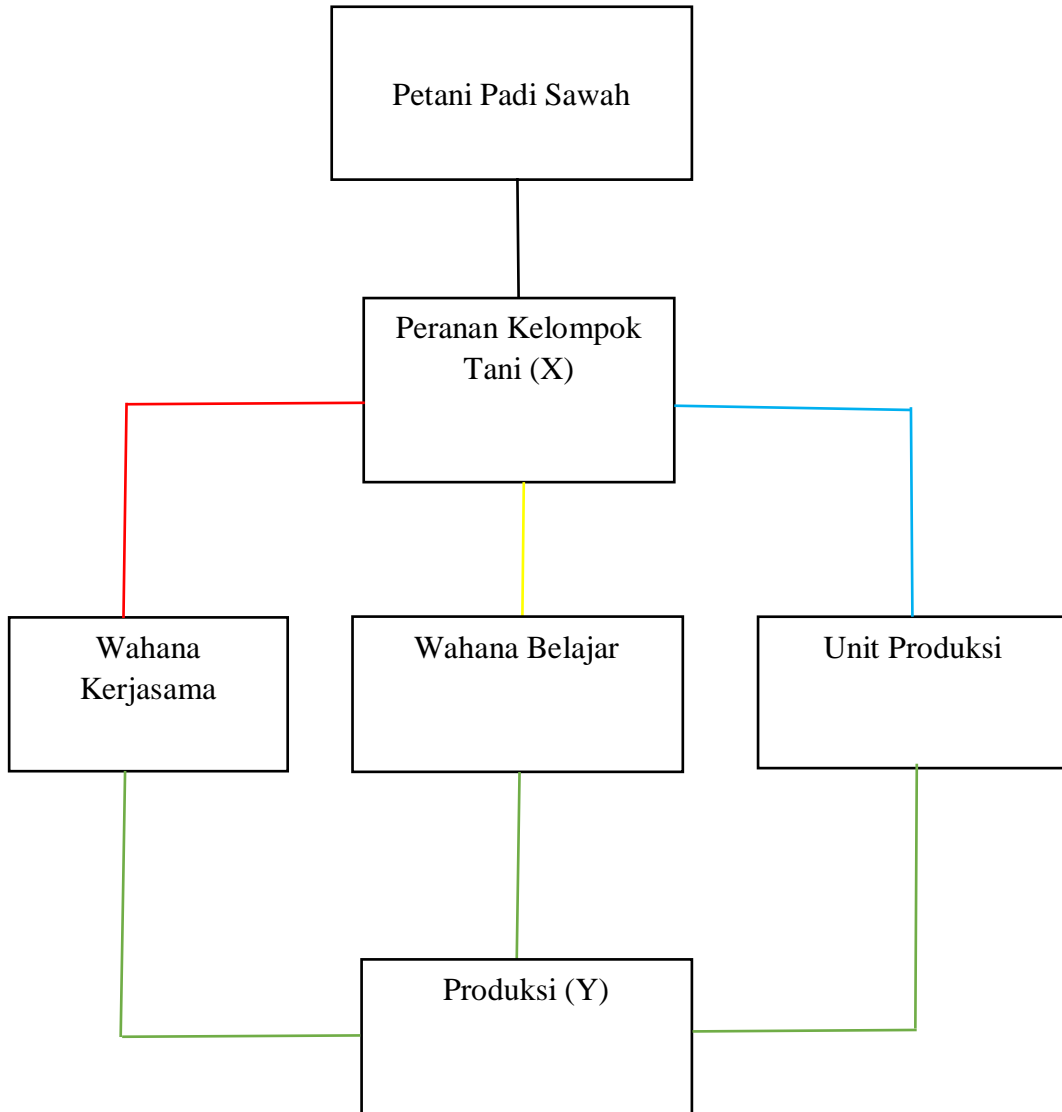 Petani Padi Sawah
Peranan Kelompok
Tani (X)
Wahana
Kerjasama
Wahana Belajar
Unit Produksi
Produksi (Y)